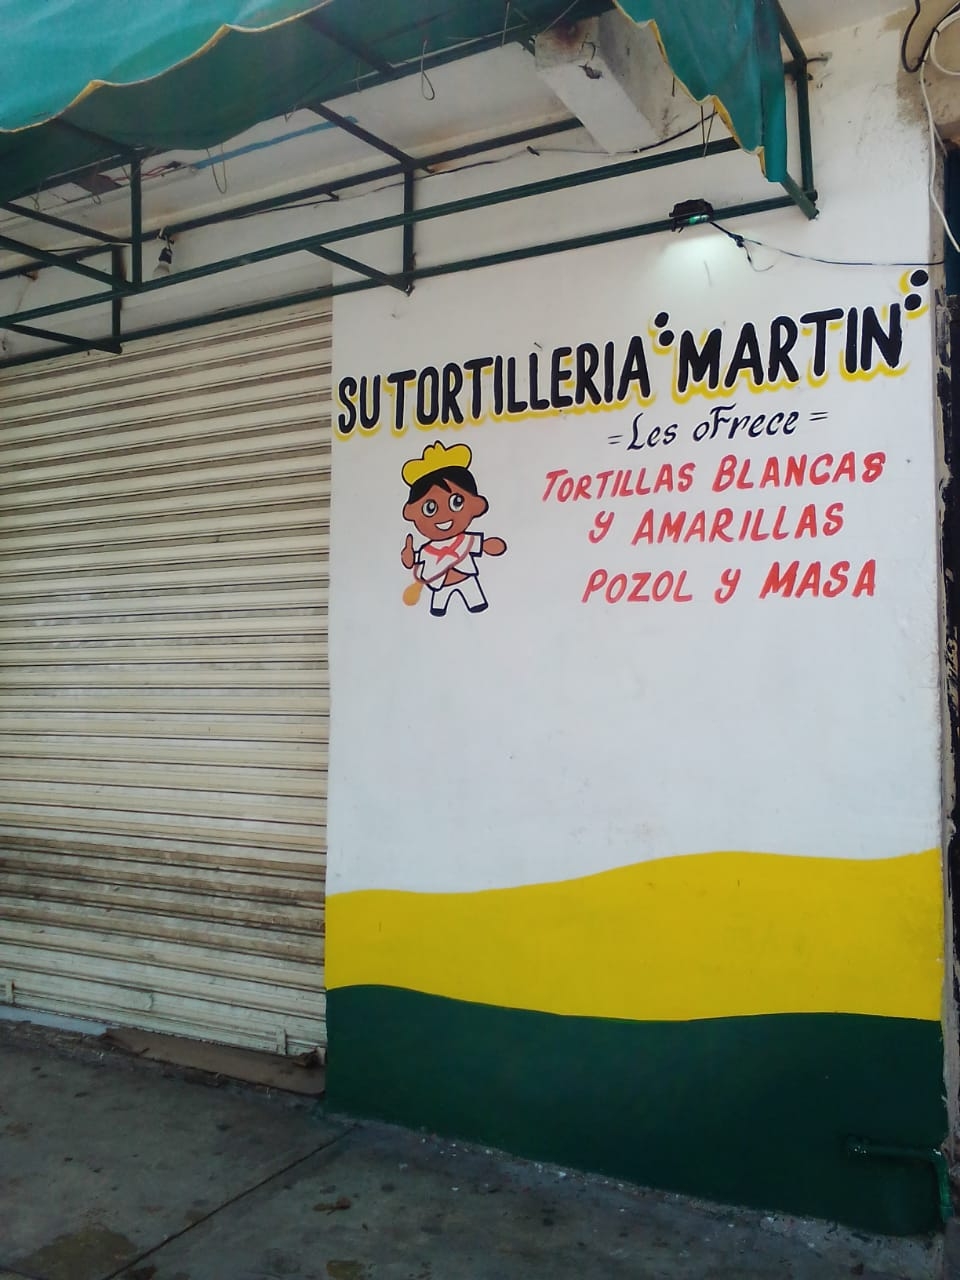 SU TORTILLERIA "MARTIN"
=Les oFrece=
TORTILLAS BLANCAS
Y AMARILLAS
POZOL Y MASA